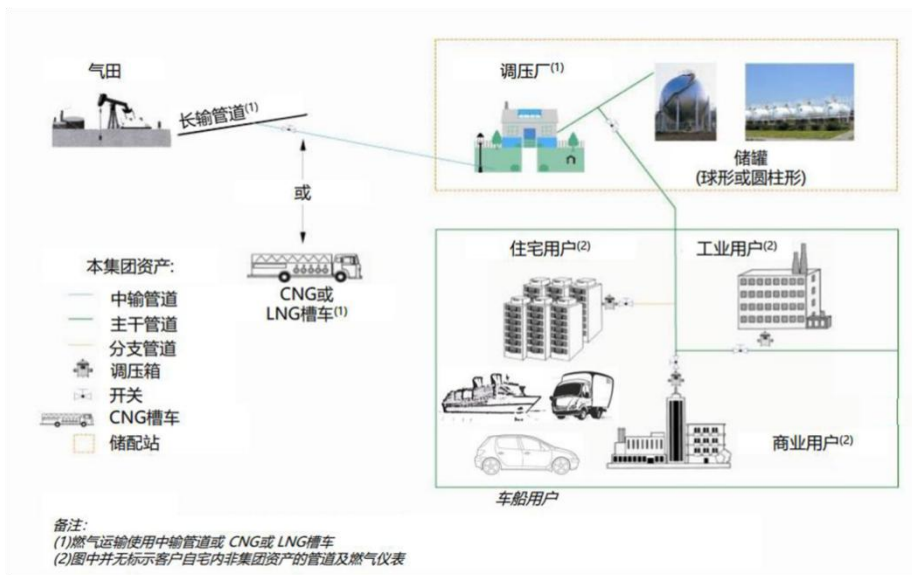 气田
长输管道(1)
调压厂(1)
储罐
(球形或圆柱形)
或
CNG或
LNG槽车(1)
本集团资产:
中输管道
主干管道
分支管道
调压箱
开关
CNG槽车
储配站
住宅用户(2)
工业用户(2)
商业用户(2)
车船用户
备注:
(1)燃气运输使用中输管道或 CNG或 LNG槽车
(2)图中并无标示客户自宅内非集团资产的管道及燃气仪表